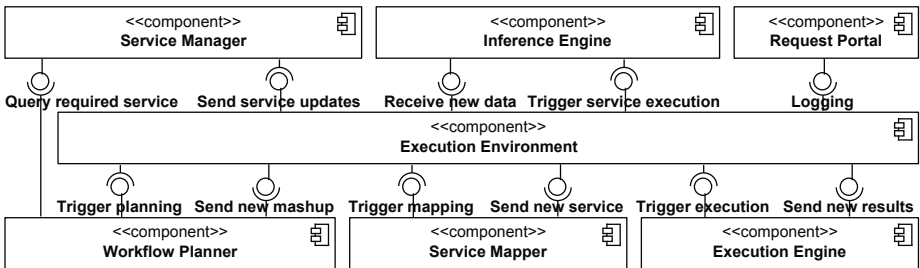 <<component>> <<component>> <<component>>
Service Manager Inference Engine Request Portal
Query required service Send service updates Receive new data Trigger service execution Logging
<<component>>
Execution Environment
Trigger planning Send new mashup Trigger mapping Send new service Trigger execution Send new results
<<component>> <<component>> <<component>>
Workflow Planner Service Mapper Execution Engine